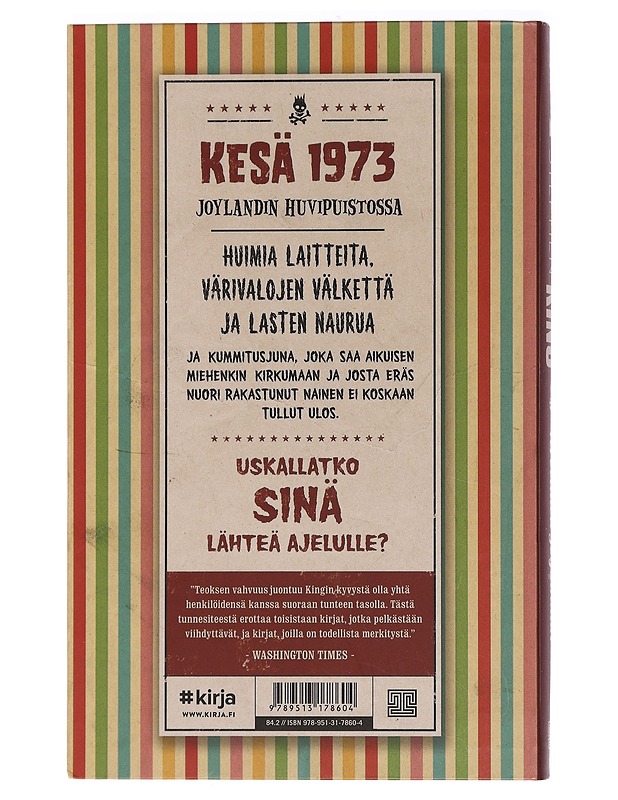 KESÄ 1973
JOYLANDIN HUVIPUISTOSSA
HUIMIA LAITTEITA,
VÄRIVALOJEN VÄLKETTÄ
JA LASTEN NAURUA
JA KUMMITUSJUNA, JOKA SAA AIKUISEN
MIEHENKIN KIRKUMAAN JA JOSTA ERÄS
NUORI RAKASTUNUT NAINEN EI KOSKAAN
TULLUT ULOS.
USKALLATKO
SINÄ
LÄHTEÄ AJELULLE?
"Teoksen vahvuus juontuu Kingin kyvystä olla yhtä
henkilöidensä kanssa suoraan tunteen tasolla. Tästä
tunnesiteestä erottaa toisistaan kirjat, jotka pelkästään
viihdyttävät, ja kirjat, joilla on todellista merkitystä."
- WASHINGTON TIMES -
#kirja
WWW.KIRJA.FI
9789513178604
84.2 // ISBN 978-951-31-7860-4
KING